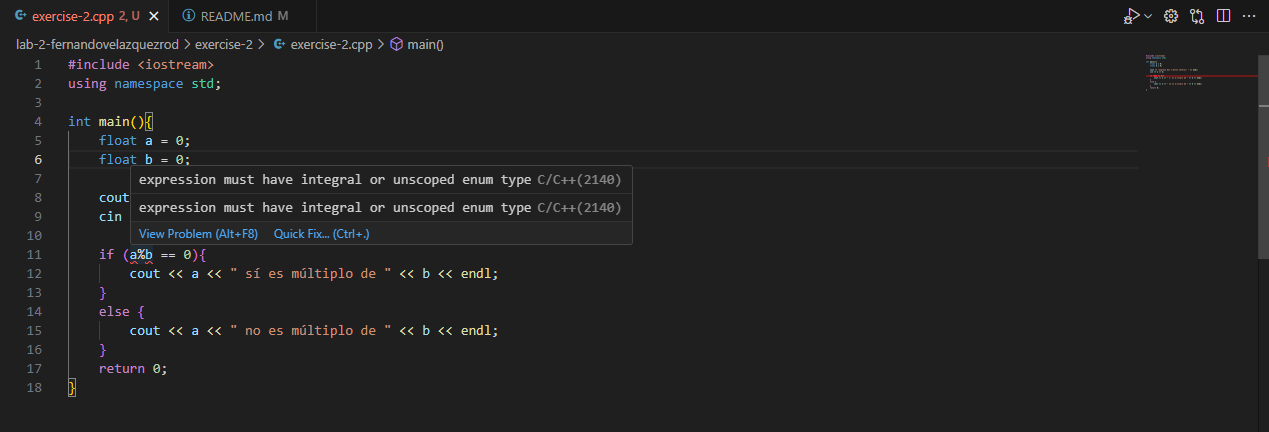 exercise-2.cpp 2, U × README.md M
lab-2-fernandovelazquezrod > exercise-2 > exercise-2.cpp > main()
1 #include <iostream>
2 using namespace std;
3
4 int main(){
5 float a = 0;
6 float b = 0;
7
expression must have integral or unscoped enum type C/C++(2140)
8 cout
expression must have integral or unscoped enum type C/C++(2140)
9 cin
View Problem (Alt+F8) Quick Fix... (Ctrl+.)
10
11 if (a%b == 0){
12 cout << a << " sí es múltiplo de " << b << endl;
13 }
14 else {
15 cout << a << " no es múltiplo de " << b << endl;
16 }
17 return 0;
18 }